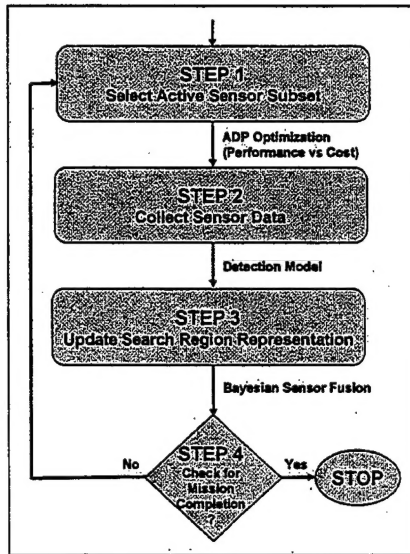 STEP 1
Select Active Sensor Subset
ADP Optimization
(Performance vs Cost)
STEP 2
Collect Sensor Data
Detection Model
STEP 3
Update Search Region Representation
Bayesian Sensor Fusion
STEP 4
Check for
Mission
Completion
?
No
Yes
STOP